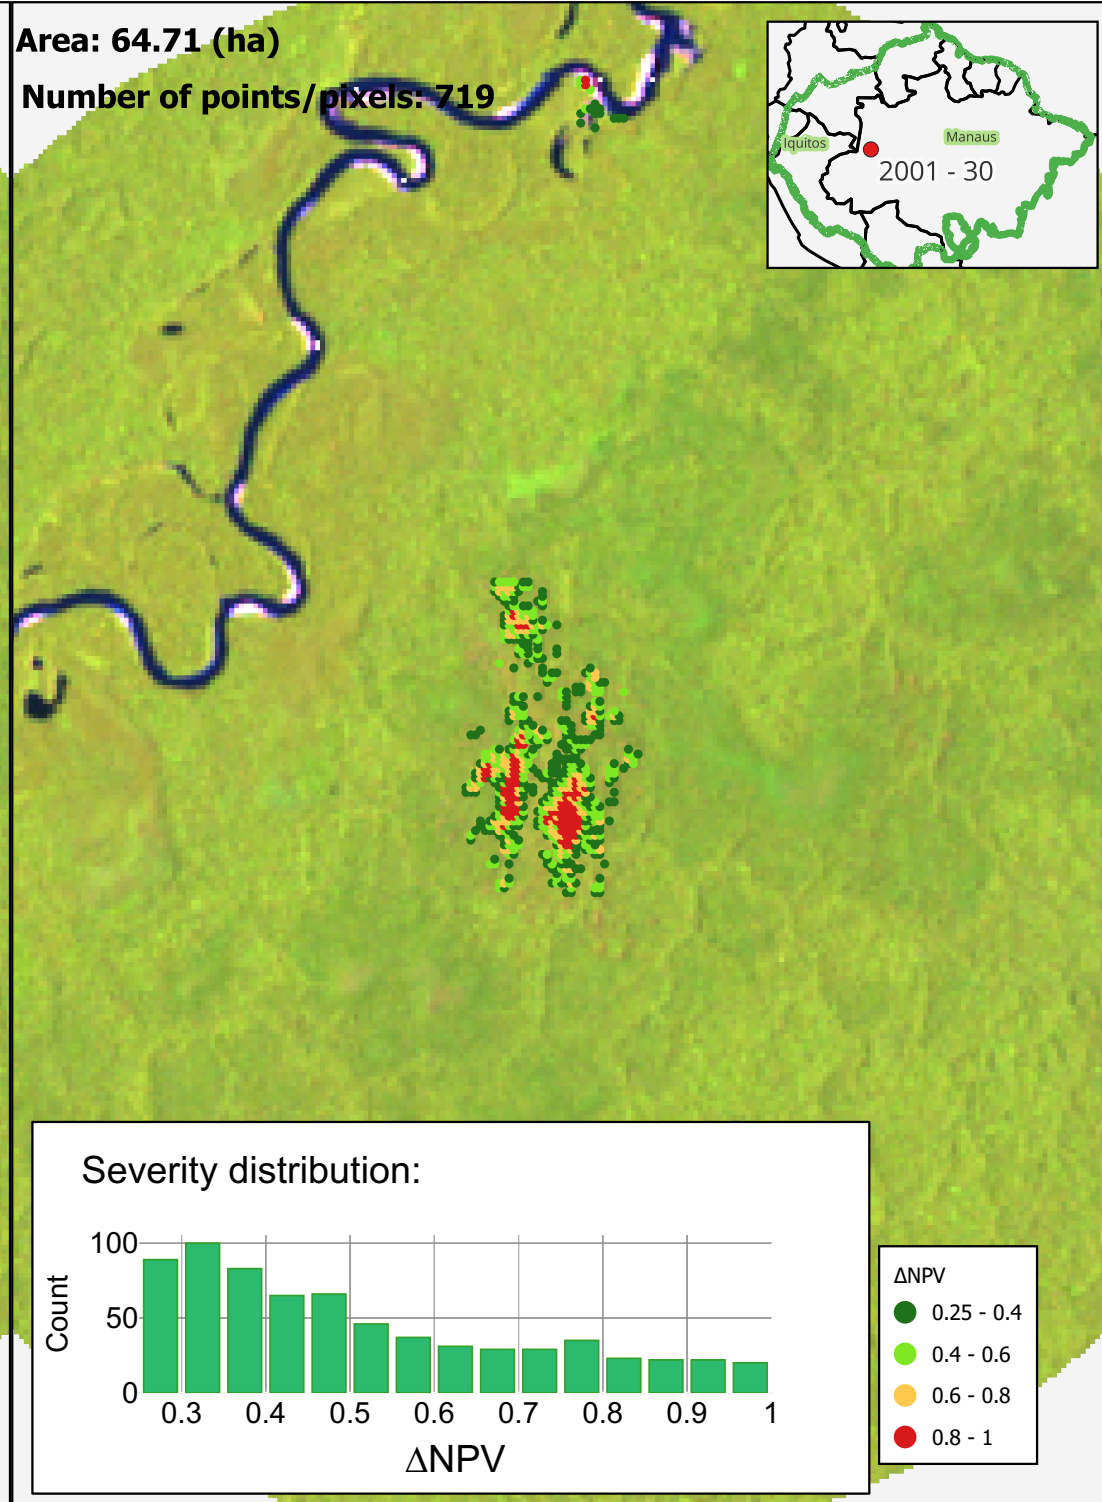 Area: 64.71 (ha)
Number of points/pixels: 719
Iquitos
Manaus
2001 - 30
Severity distribution:
Count
100
50
0
0.3 0.4 0.5 0.6 0.7 0.8 0.9 1
ΔNPV
ΔNPV
0.25 - 0.4
0.4 - 0.6
0.6 - 0.8
0.8 - 1